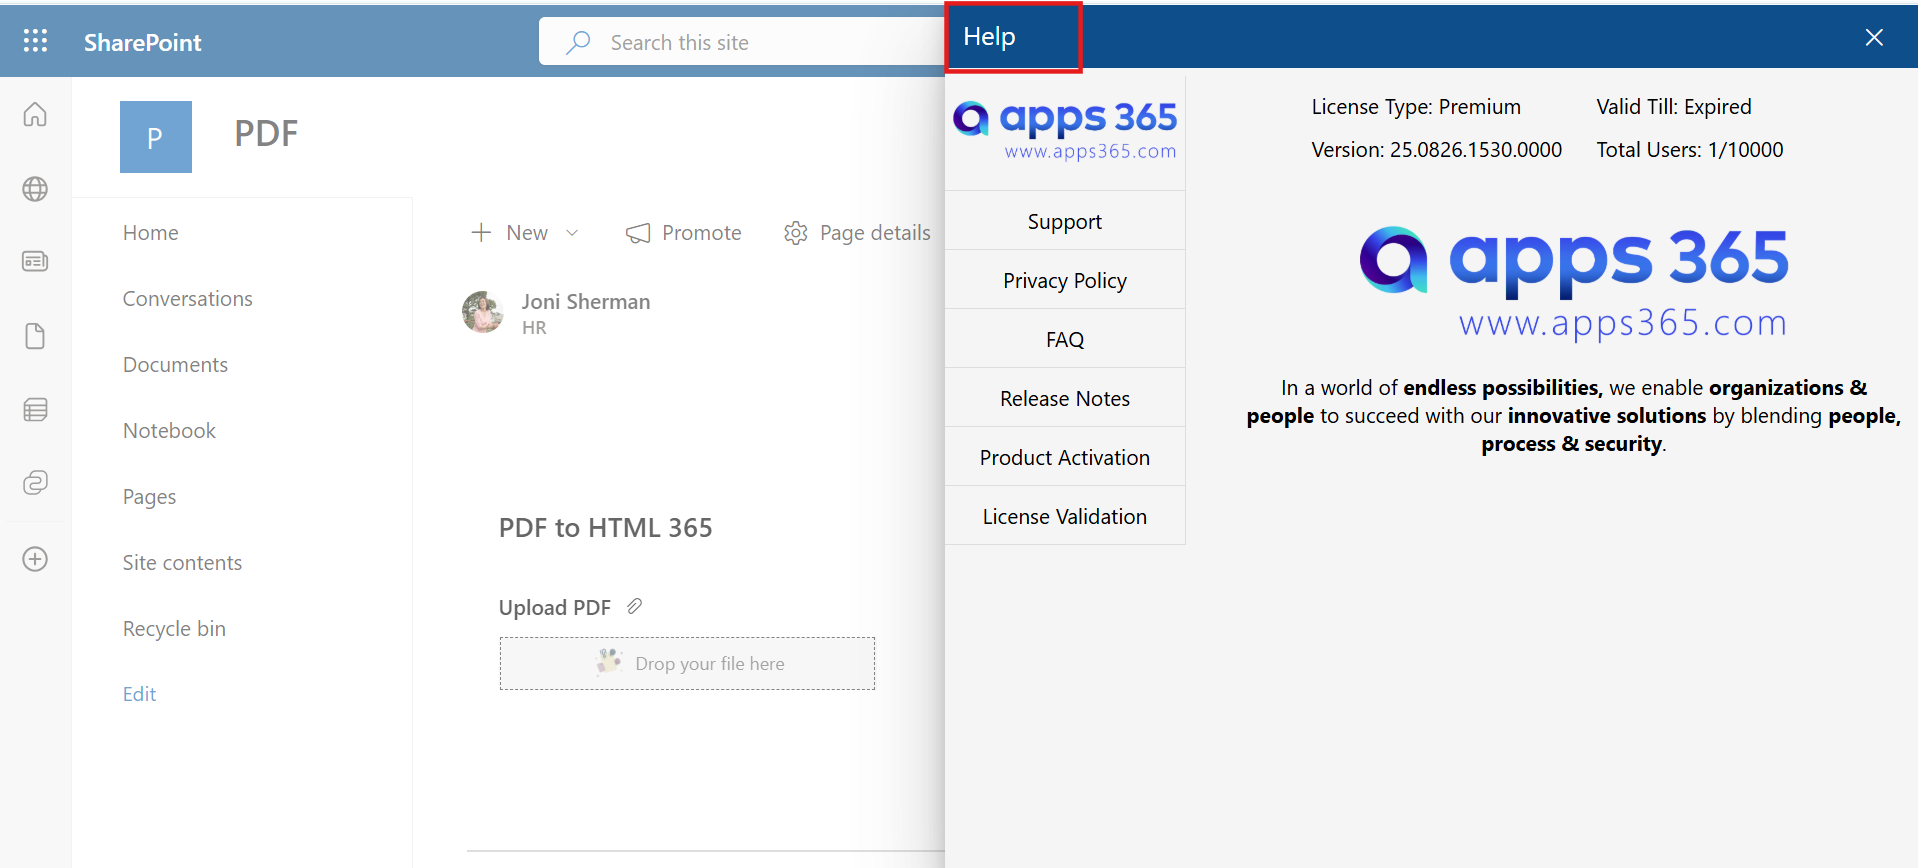 SharePoint
Search this site
Help
P
PDF
Home
Conversations
Documents
Notebook
Pages
Site contents
Recycle bin
Edit
New
Promote
Page details
Joni Sherman
HR
PDF to HTML 365
Upload PDF
Drop your file here
apps 365
www.apps365.com
Support
Privacy Policy
FAQ
Release Notes
Product Activation
License Validation
License Type: Premium
Valid Till: Expired
Version: 25.0826.1530.0000
Total Users: 1/10000
apps 365
www.apps365.com
In a world of endless possibilities, we enable organizations &
people to succeed with our innovative solutions by blending people,
process & security.